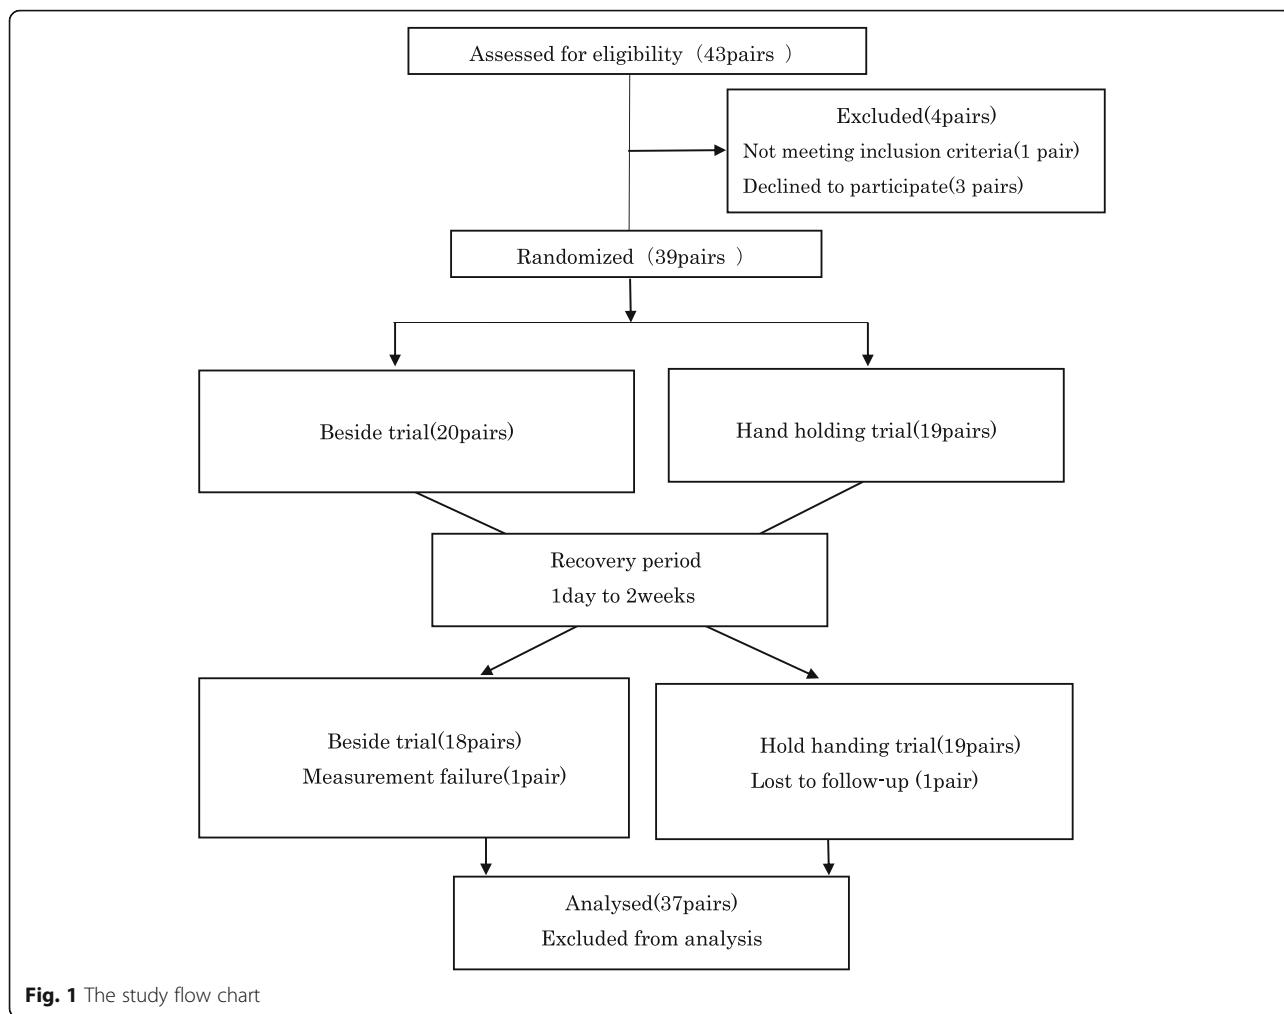 Assessed for eligibility（43pairs ）
Excluded(4pairs)
Not meeting inclusion criteria(1 pair)
Declined to participate(3 pairs)
Randomized（39pairs ）
Beside trial(20pairs)
Hand holding trial(19pairs)
Recovery period
1day to 2weeks
Beside trial(18pairs)
Measurement failure(1pair)
Hold handing trial(19pairs)
Lost to follow-up (1pair)
Analysed(37pairs)
Excluded from analysis
Fig. 1 The study flow chart